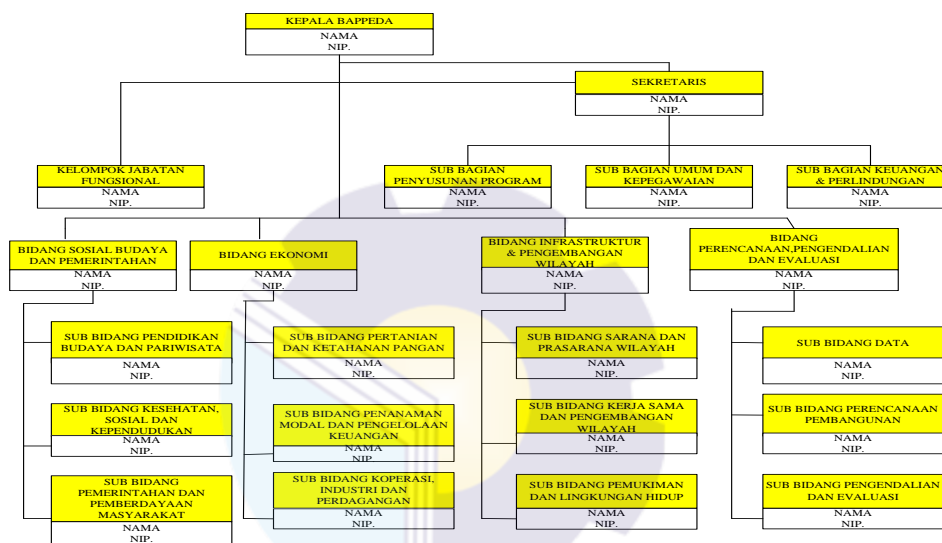 KEPALA BAPPEDA
NAMA
NIP.
SEKRETARIS
NAMA
NIP.
KELOMPOK JABATAN
FUNGSIONAL
NAMA
NIP.
SUB BAGIAN
PENYUSUNAN PROGRAM
NAMA
NIP.
SUB BAGIAN UMUM DAN
KEPEGAWAIAN
NAMA
NIP.
SUB BAGIAN KEUANGAN
& PERLINDUNGAN
NAMA
NIP.
BIDANG SOSIAL BUDAYA
DAN PEMERINTAHAN
NAMA
NIP.
BIDANG EKONOMI
NAMA
NIP.
BIDANG INFRASTRUKTUR
& PENGEMBANGAN
WILAYAH
NAMA
NIP.
BIDANG
PERENCANAAN,PENGENDALIAN
DAN EVALUASI
NAMA
NIP.
SUB BIDANG PENDIDIKAN
BUDAYA DAN PARIWISATA
NAMA
NIP.
SUB BIDANG PERTANIAN
DAN KETAHANAN PANGAN
NAMA
NIP.
SUB BIDANG SARANA DAN
PRASARANA WILAYAH
NAMA
NIP.
SUB BIDANG DATA
NAMA
NIP.
SUB BIDANG KESEHATAN,
SOSIAL DAN
KEPENDUDUKAN
NAMA
NIP.
SUB BIDANG PENANAMAN
MODAL DAN PENGELOLAAN
KEUANGAN
NAMA
NIP.
SUB BIDANG KERJA SAMA
DAN PENGEMBANGAN
WILAYAH
NAMA
NIP.
SUB BIDANG PERENCANAAN
PEMBANGUNAN
NAMA
NIP.
SUB BIDANG
PEMERINTAHAN DAN
PEMBERDAYAAN
MASYARAKAT
NAMA
NIP.
SUB BIDANG KOPERASI,
INDUSTRI DAN
PERDAGANGAN
NAMA
NIP.
SUB BIDANG PEMUKIMAN
DAN LINGKUNGAN HIDUP
NAMA
NIP.
SUB BIDANG PENGENDALIAN
DAN EVALUASI
NAMA
NIP.